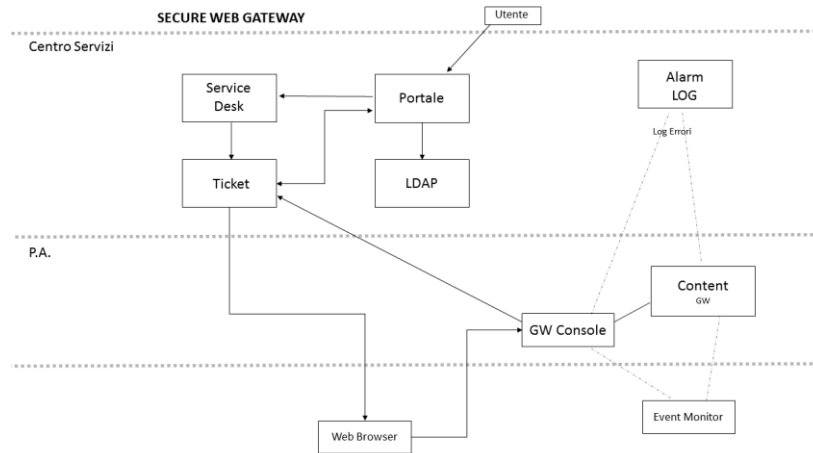 SECURE WEB GATEWAY
Utente
Centro Servizi
Service
Desk
Portale
Alarm
LOG
Log Errori
Ticket
LDAP
P.A.
Content
GW
GW Console
Event Monitor
Web Browser